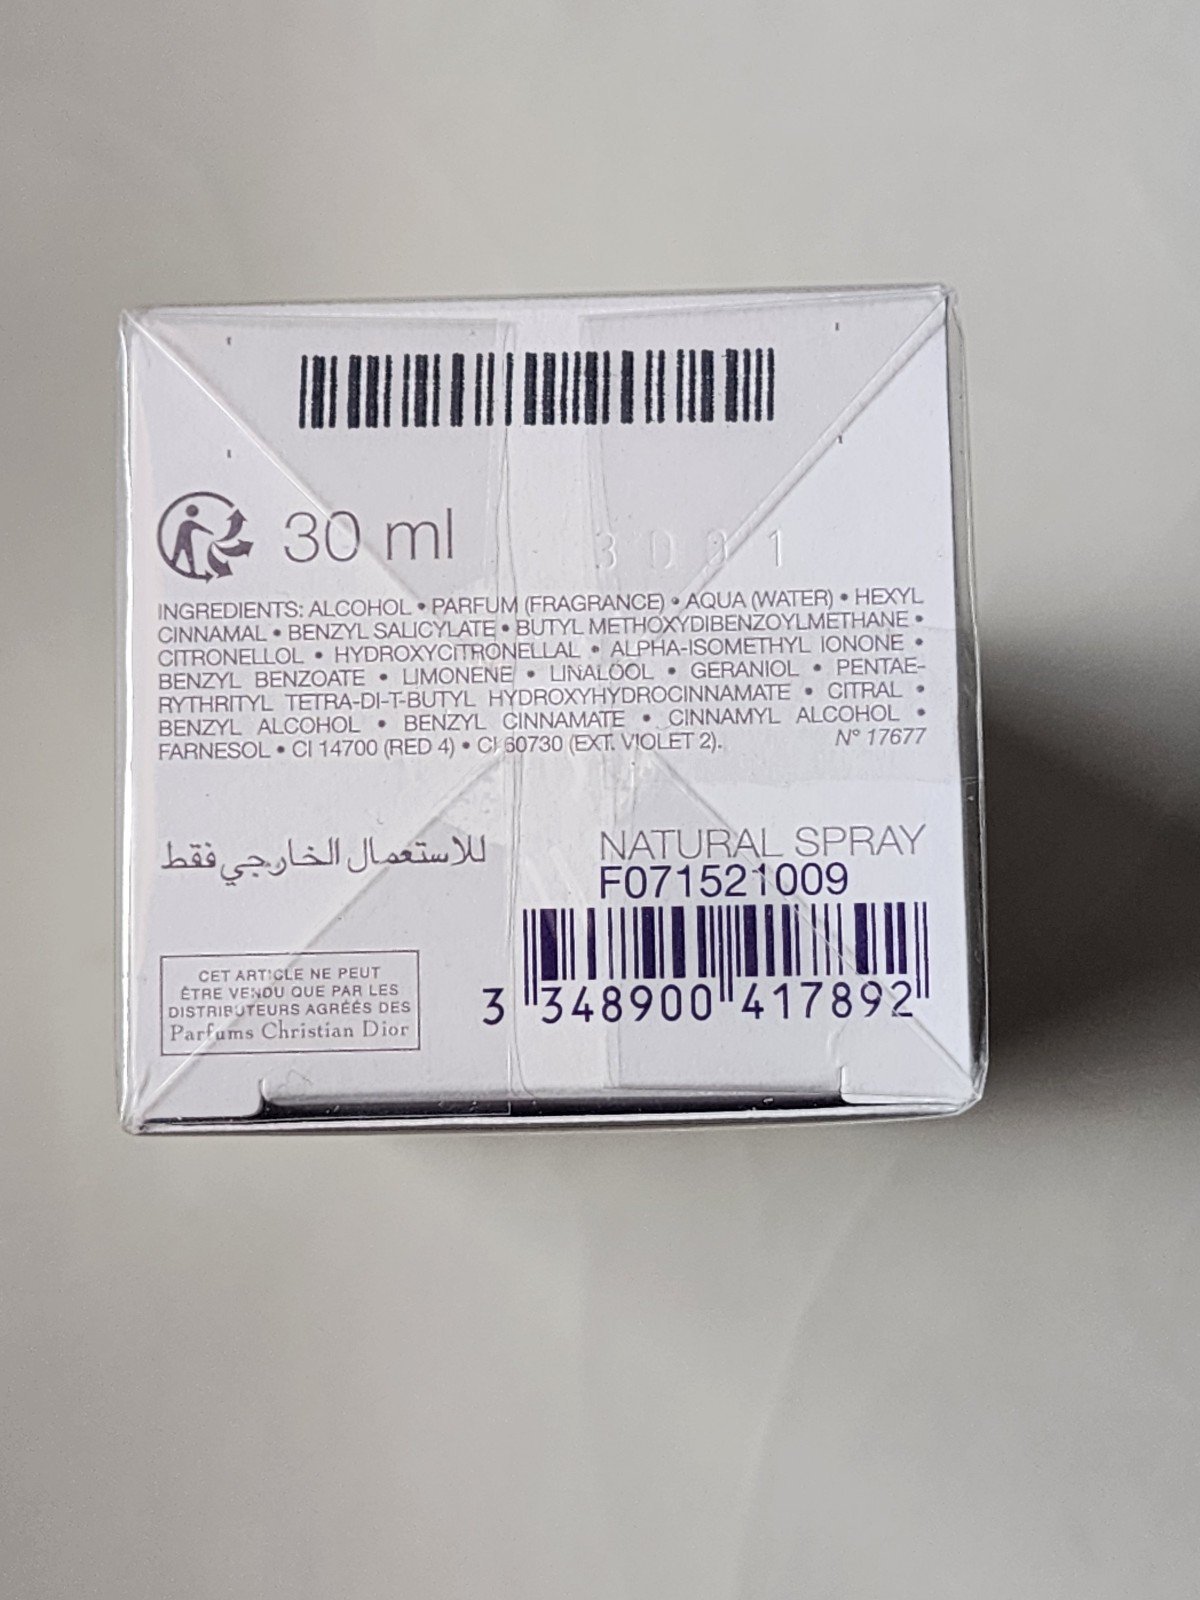 30 ml
INGREDIENTS: ALCOHOL • PARFUM (FRAGRANCE) • AQUA (WATER) • HEXYL
CINNAMAL • BENZYL SALICYLATE • BUTYL METHOXYDIBENZOYLMETHANE •
CITRONELLOL • HYDROXYCITRONELLAL • ALPHA-ISOMETHYL IONONE •
BENZYL BENZOATE • LIMONENE • LINALOOL • GERANIOL • PENTAE-
RYTHRITYL TETRA-DI-T-BUTYL HYDROXYHYDROCINNAMATE • CITRAL •
BENZYL ALCOHOL • BENZYL CINNAMATE • CINNAMYL ALCOHOL •
FARNESOL • CI 14700 (RED 4) • CI 60730 (EXT. VIOLET 2). N° 17677
للاستعمال الخارجي فقط
NATURAL SPRAY
F071521009
3 348900 417892
CET ARTICLE NE PEUT
ÊTRE VENDU QUE PAR LES
DISTRIBUTEURS AGRÉÉS DES
Parfums Christian Dior